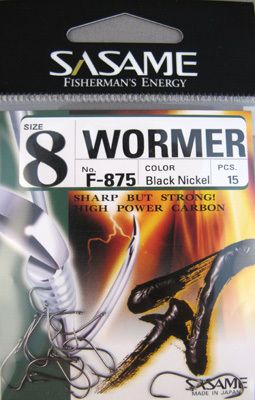 SASAME
FISHERMAN'S ENERGY
SIZE
8
WORMER
No.
F-875
COLOR
Black Nickel
PCS.
15
SHARP BUT STRONG!
HIGH POWER CARBON
SASAME
MADE IN JAPAN